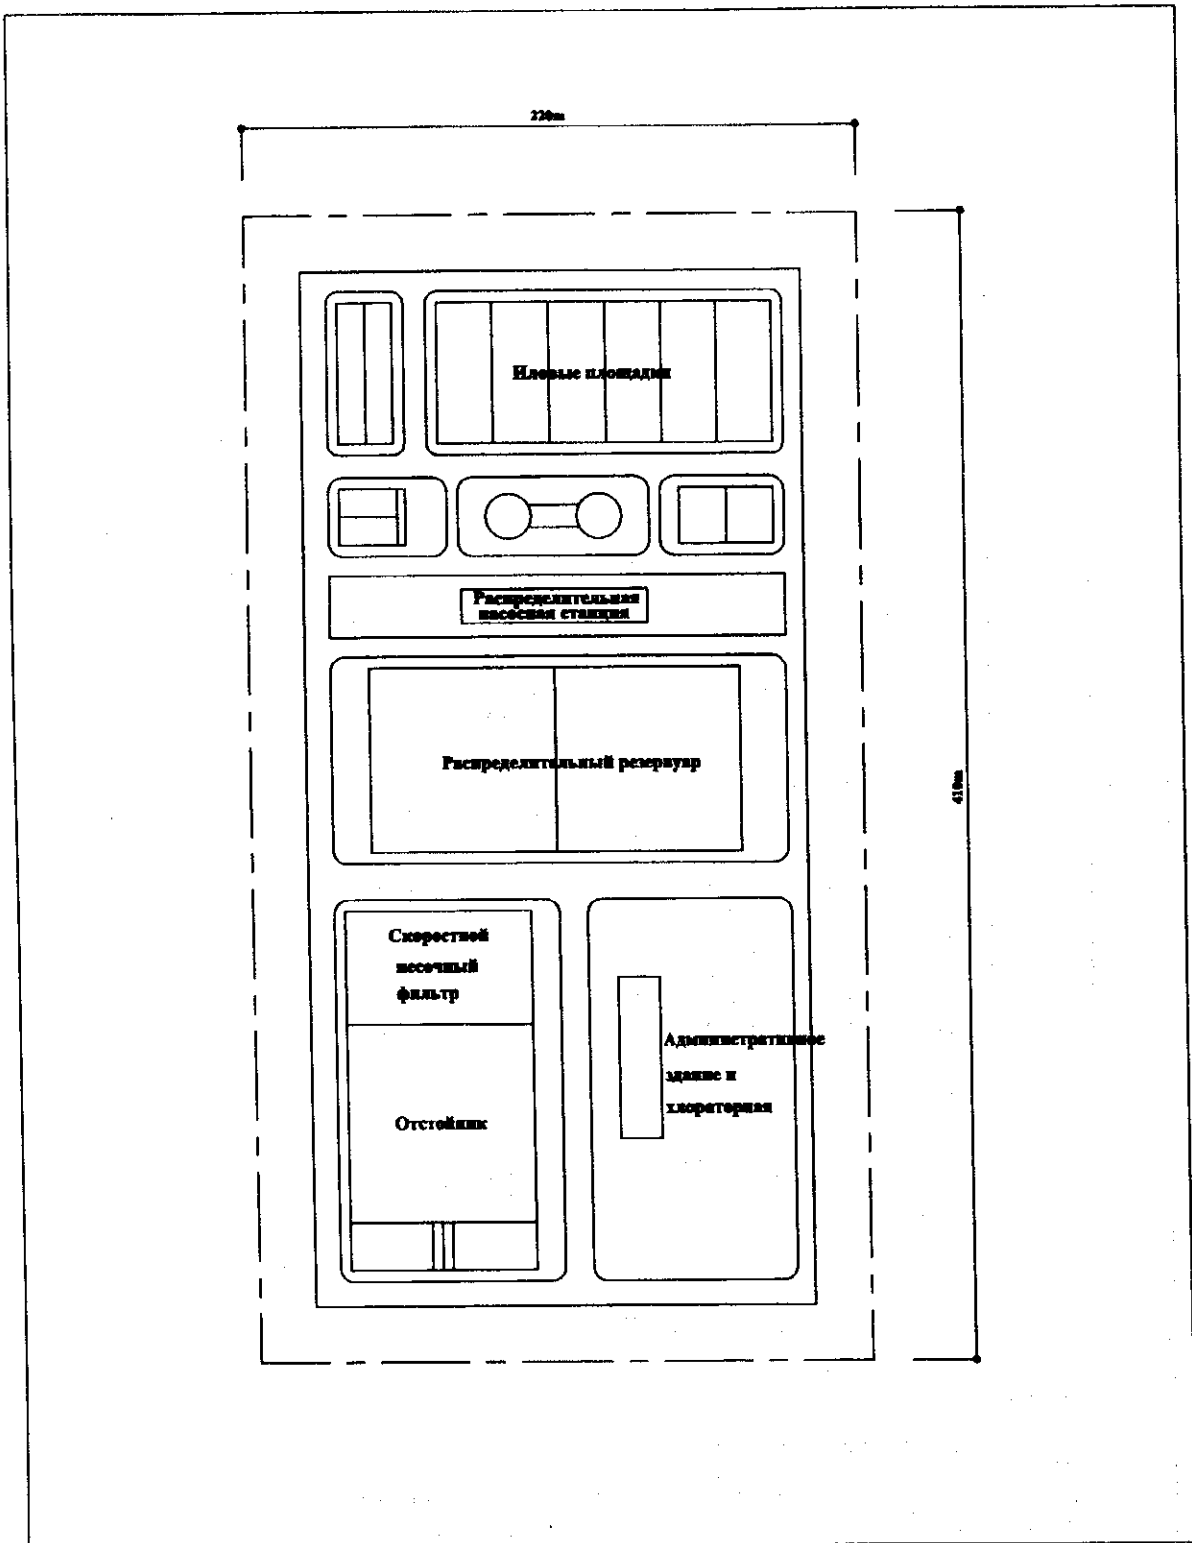 220m
Иловые площадки
Распределительная
насосная станция
Распределительный резервуар
410m
Скоростной
песочный
фильтр
Административное
здание и
хлораторная
Отстойник